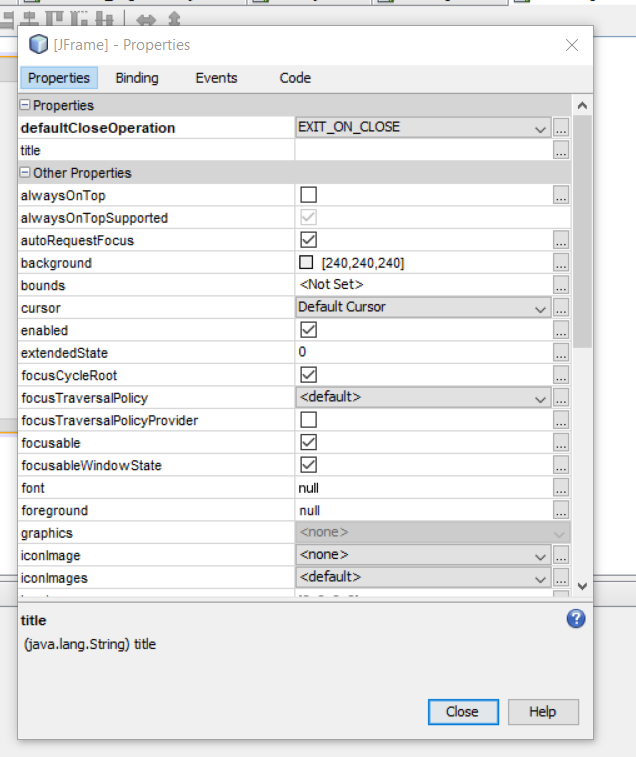 [JFrame] - Properties
Properties Binding Events Code
Properties
defaultCloseOperation EXIT_ON_CLOSE ...
title ...
Other Properties
alwaysOnTop ...
alwaysOnTopSupported
autoRequestFocus ...
background [240,240,240] ...
bounds <Not Set> ...
cursor Default Cursor ...
enabled ...
extendedState 0 ...
focusCycleRoot ...
focusTraversalPolicy <default> ...
focusTraversalPolicyProvider ...
focusable ...
focusableWindowState ...
font null ...
foreground null ...
graphics <none>
iconImage <none> ...
iconImages <default> ...
title
(java.lang.String) title
Close Help